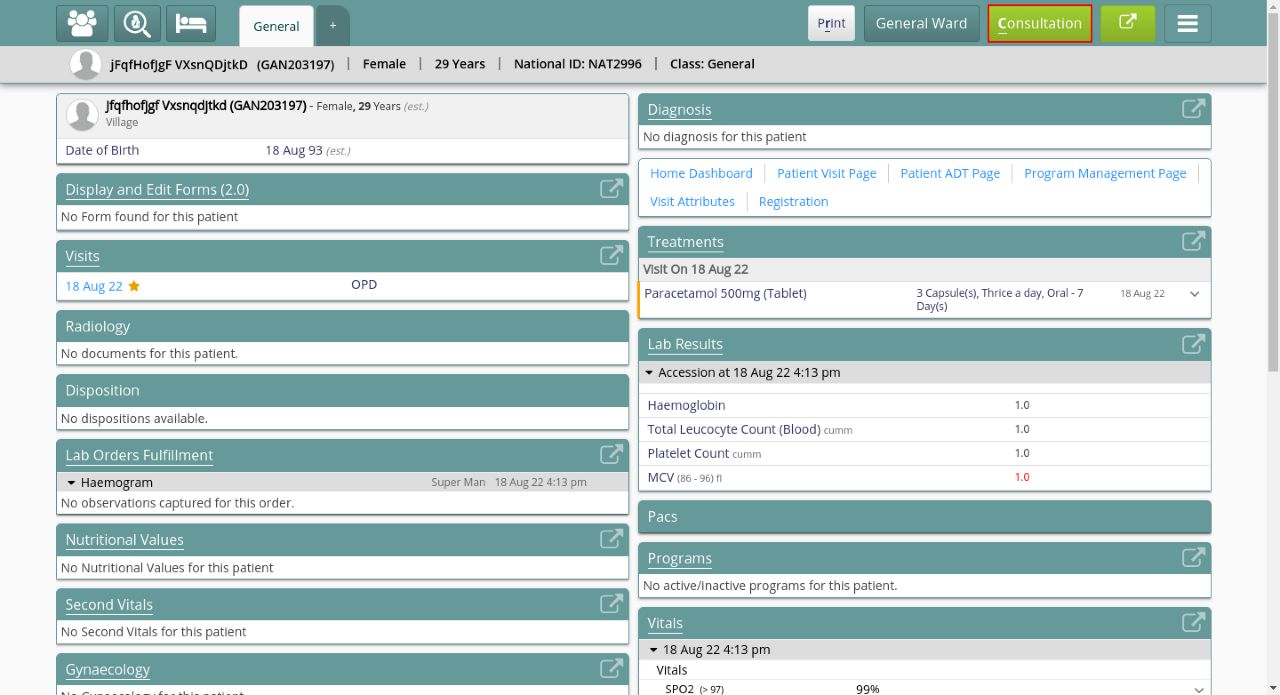 General
+
Print
General Ward
Consultation
jFqfHofJgF VXsnQDjtkD (GAN203197) | Female | 29 Years | National ID: NAT2996 | Class: General
Jfqfhofjgf Vxsnqdjtkd (GAN203197) - Female, 29 Years (est.)
Village
Date of Birth 18 Aug 93 (est.)
Display and Edit Forms (2.0)
No Form found for this patient
Visits
18 Aug 22 OPD
Radiology
No documents for this patient.
Disposition
No dispositions available.
Lab Orders Fulfillment
Haemogram Super Man 18 Aug 22 4:13 pm
No observations captured for this order.
Nutritional Values
No Nutritional Values for this patient
Second Vitals
No Second Vitals for this patient
Gynaecology
No Gynaecology for this patient
Diagnosis
No diagnosis for this patient
Home Dashboard | Patient Visit Page | Patient ADT Page | Program Management Page |
Visit Attributes | Registration
Treatments
Visit On 18 Aug 22
Paracetamol 500mg (Tablet) 3 Capsule(s), Thrice a day, Oral - 7 18 Aug 22
Day(s)
Lab Results
Accession at 18 Aug 22 4:13 pm
Haemoglobin 1.0
Total Leucocyte Count (Blood) cumm 1.0
Platelet Count cumm 1.0
MCV (86 - 96) fl 1.0
Pacs
Programs
No active/inactive programs for this patient.
Vitals
18 Aug 22 4:13 pm
Vitals
SPO2 (> 97) 99%